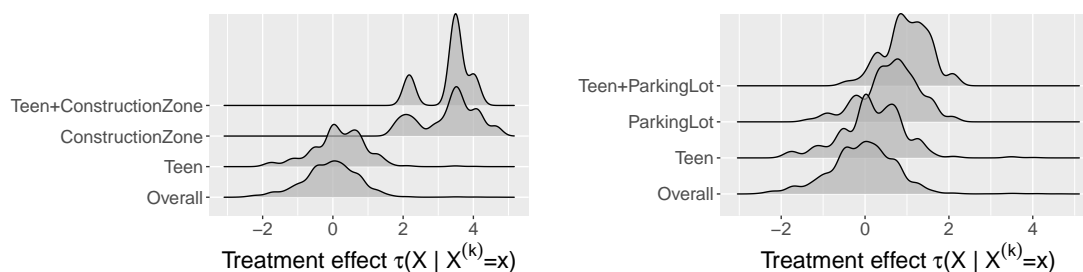 Teen+ConstructionZone
ConstructionZone
Teen
Overall
−2 0 2 4
Treatment effect τ(X | X^(k)=x)
Teen+ParkingLot
ParkingLot
Teen
Overall
−2 0 2 4
Treatment effect τ(X | X^(k)=x)